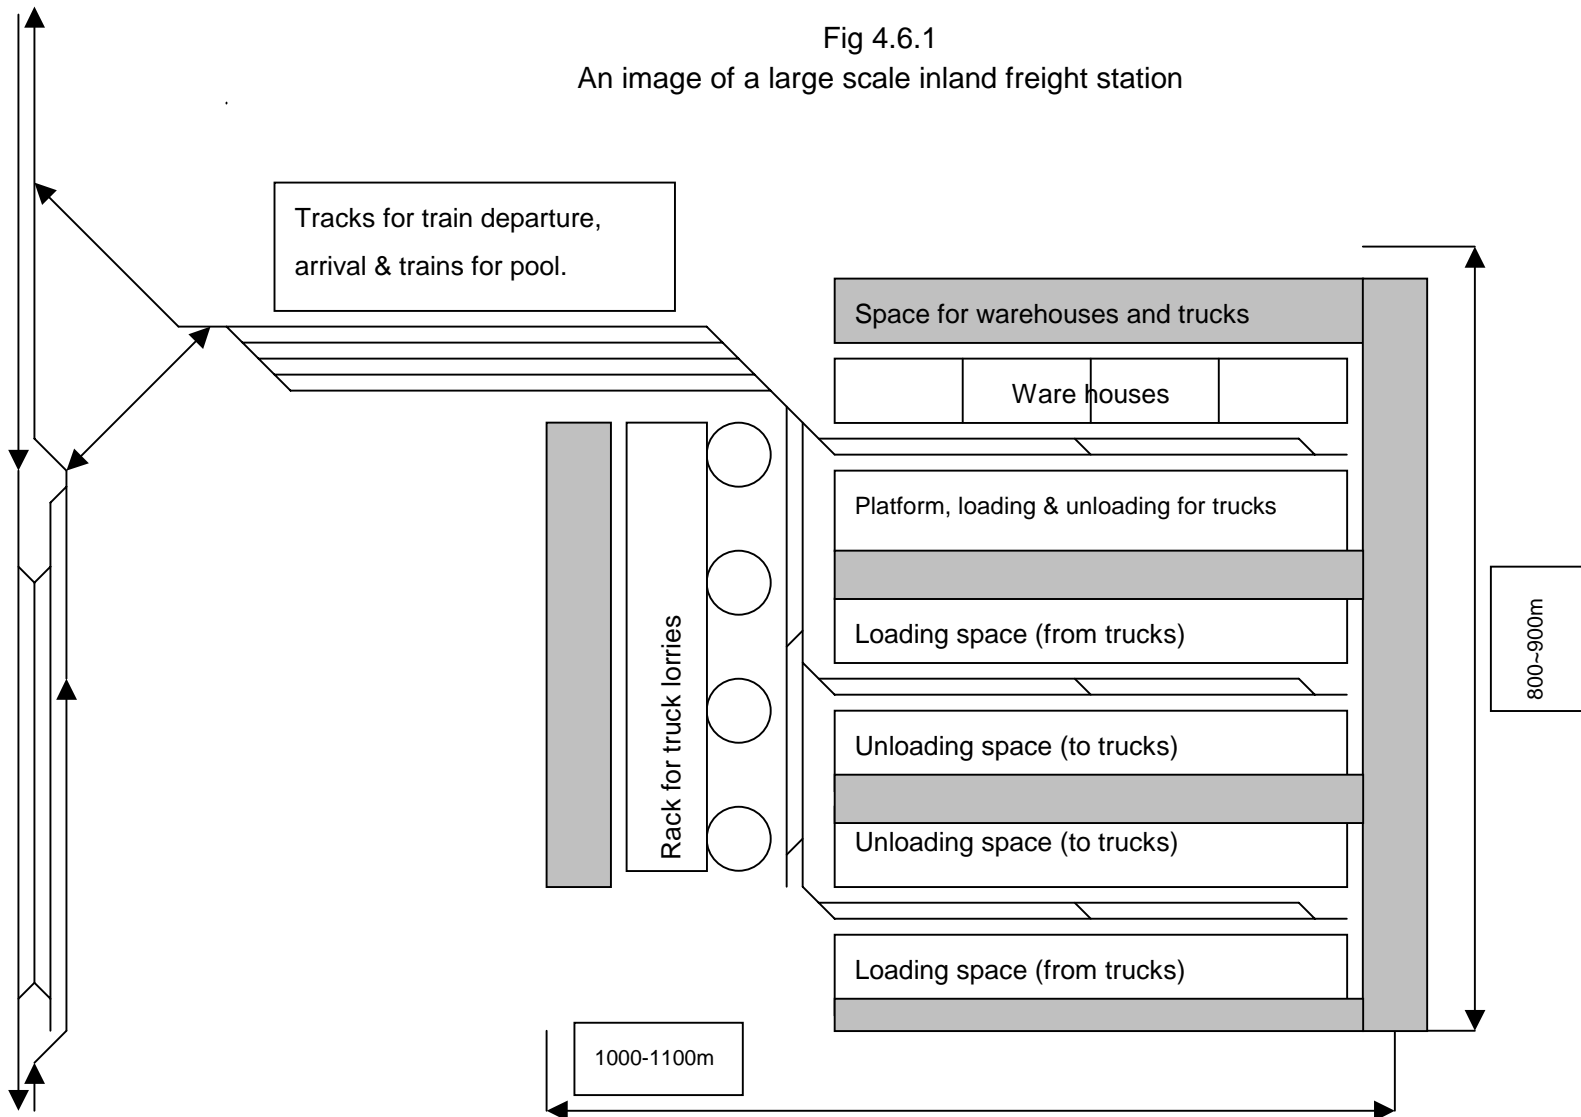 Fig 4.6.1
An image of a large scale inland freight station
Tracks for train departure,
arrival & trains for pool.
Space for warehouses and trucks
Ware houses
Platform, loading & unloading for trucks
Loading space (from trucks)
Rack for truck lorries
800~900m
Unloading space (to trucks)
Unloading space (to trucks)
Loading space (from trucks)
1000-1100m